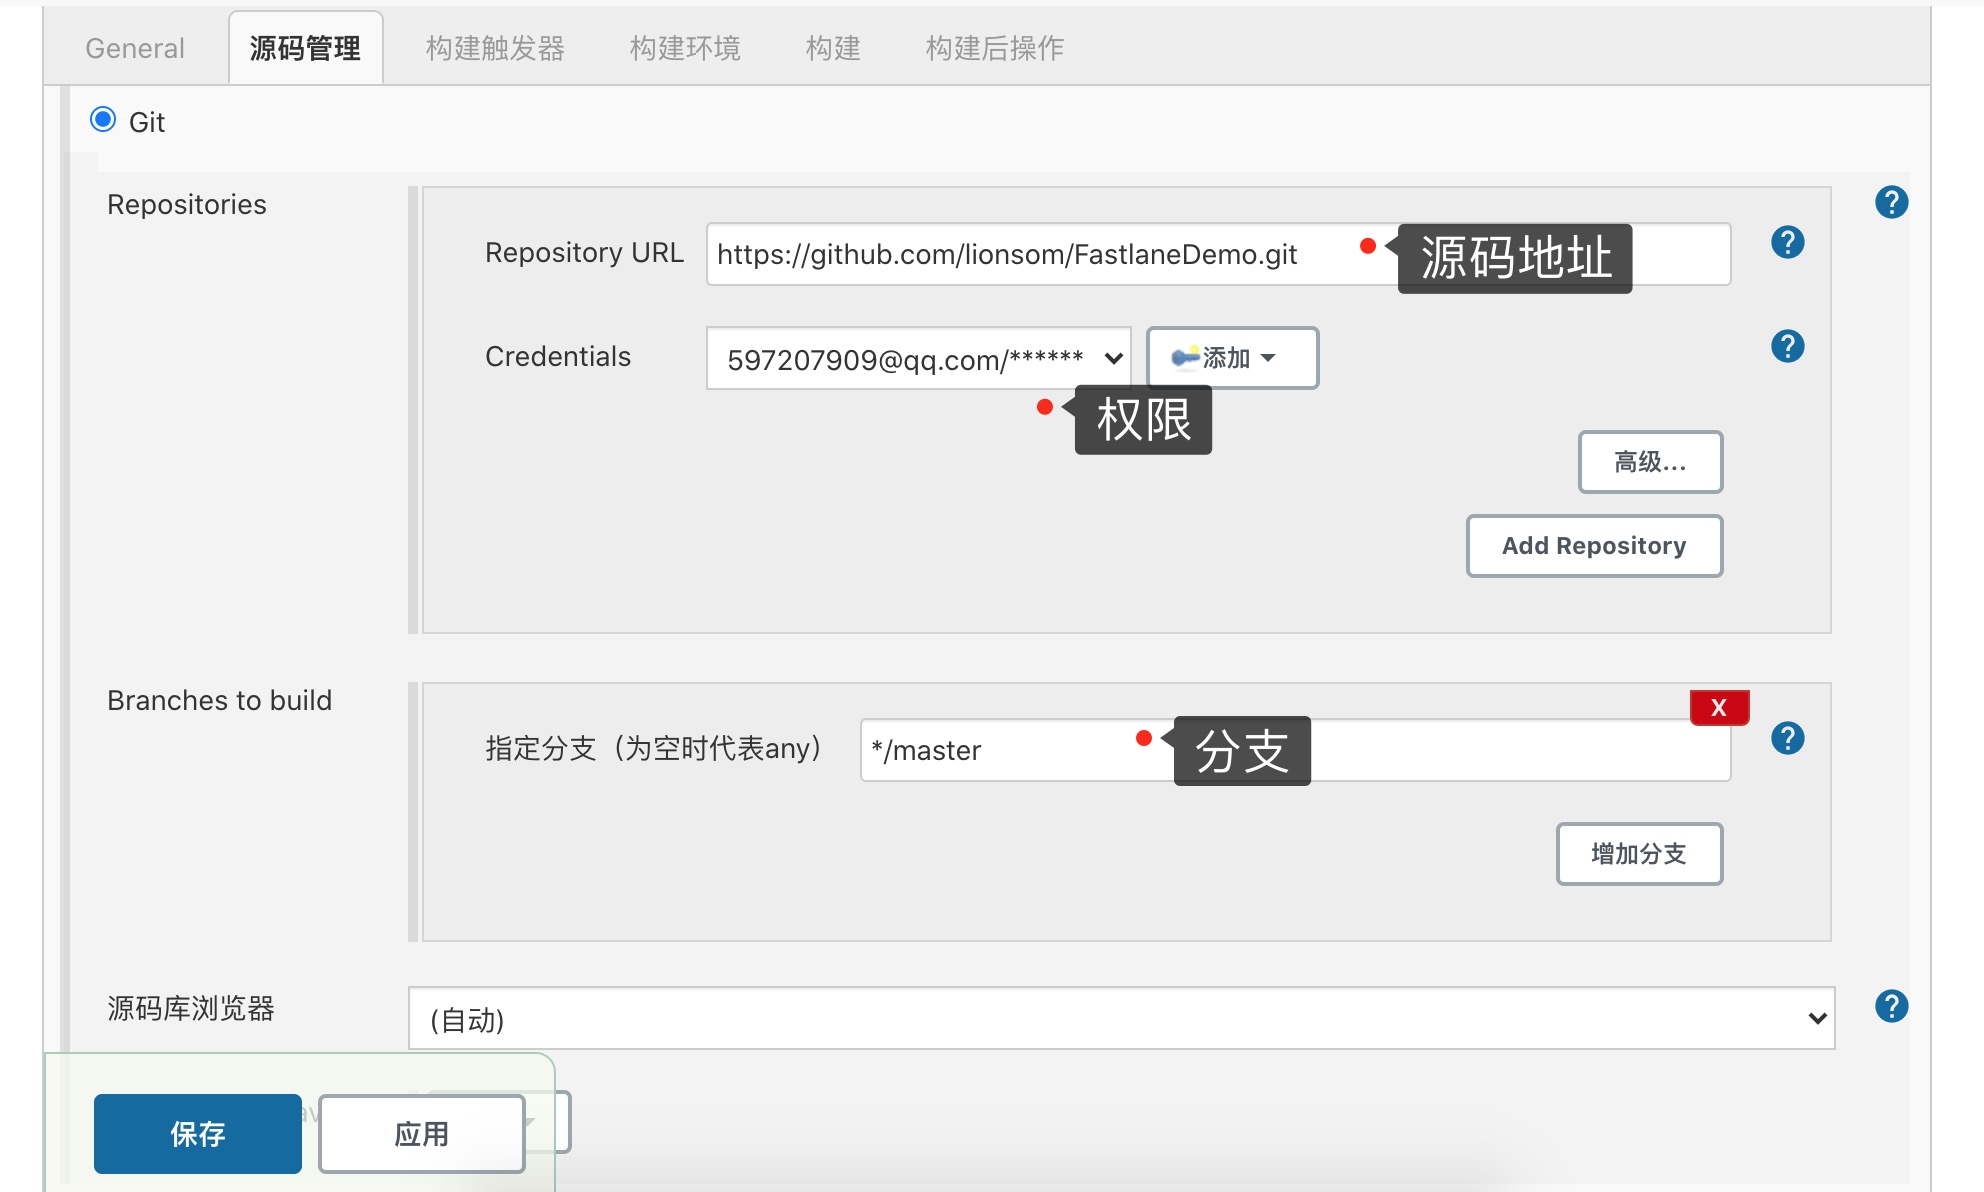 General 源码管理 构建触发器 构建环境 构建 构建后操作
Git
Repositories
?
Repository URL https://github.com/lionsom/FastlaneDemo.git 源码地址 ?
Credentials 597207909@qq.com/****** 添加 ?
权限
高级...
Add Repository
Branches to build
X
指定分支（为空时代表any） */master 分支 ?
增加分支
源码库浏览器 (自动) ?
保存 应用